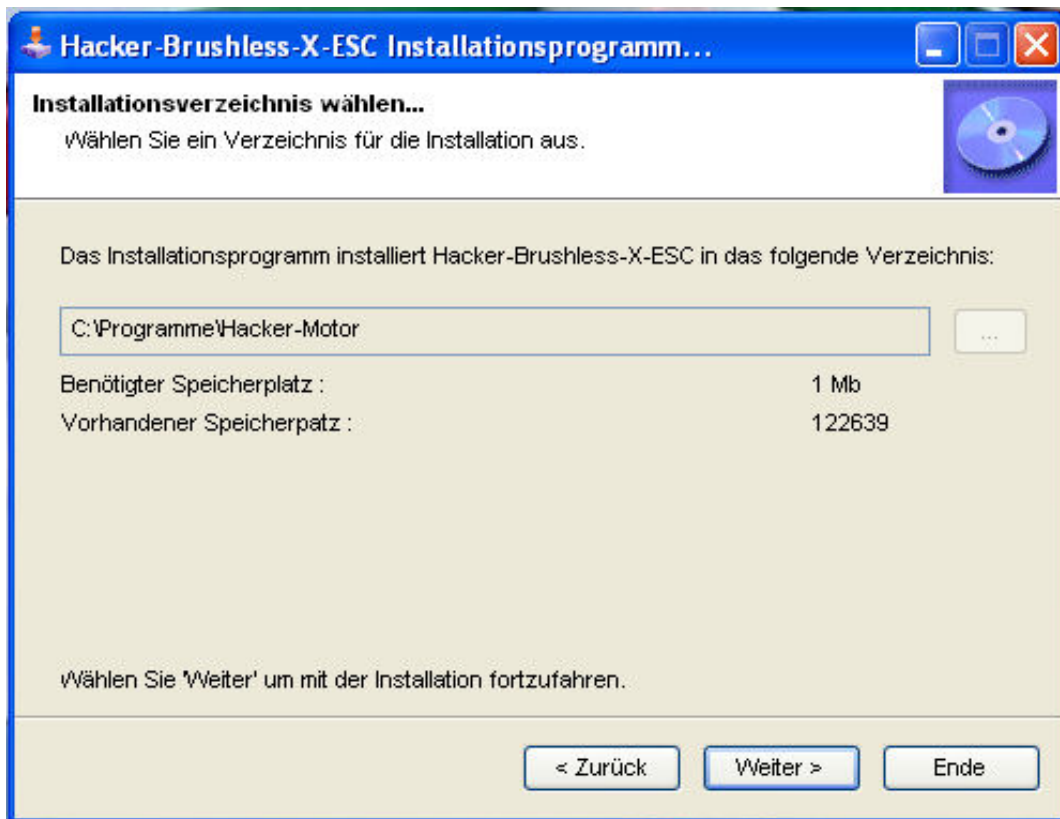 Hacker-Brushless-X-ESC Installationsprogramm...
Installationsverzeichnis wählen...
Wählen Sie ein Verzeichnis für die Installation aus.
Das Installationsprogramm installiert Hacker-Brushless-X-ESC in das folgende Verzeichnis:
C:\Programme\Hacker-Motor
...
Benötigter Speicherplatz : 1 Mb
Vorhandener Speicherpatz : 122639
Wählen Sie 'Weiter' um mit der Installation fortzufahren.
< Zurück Weiter > Ende